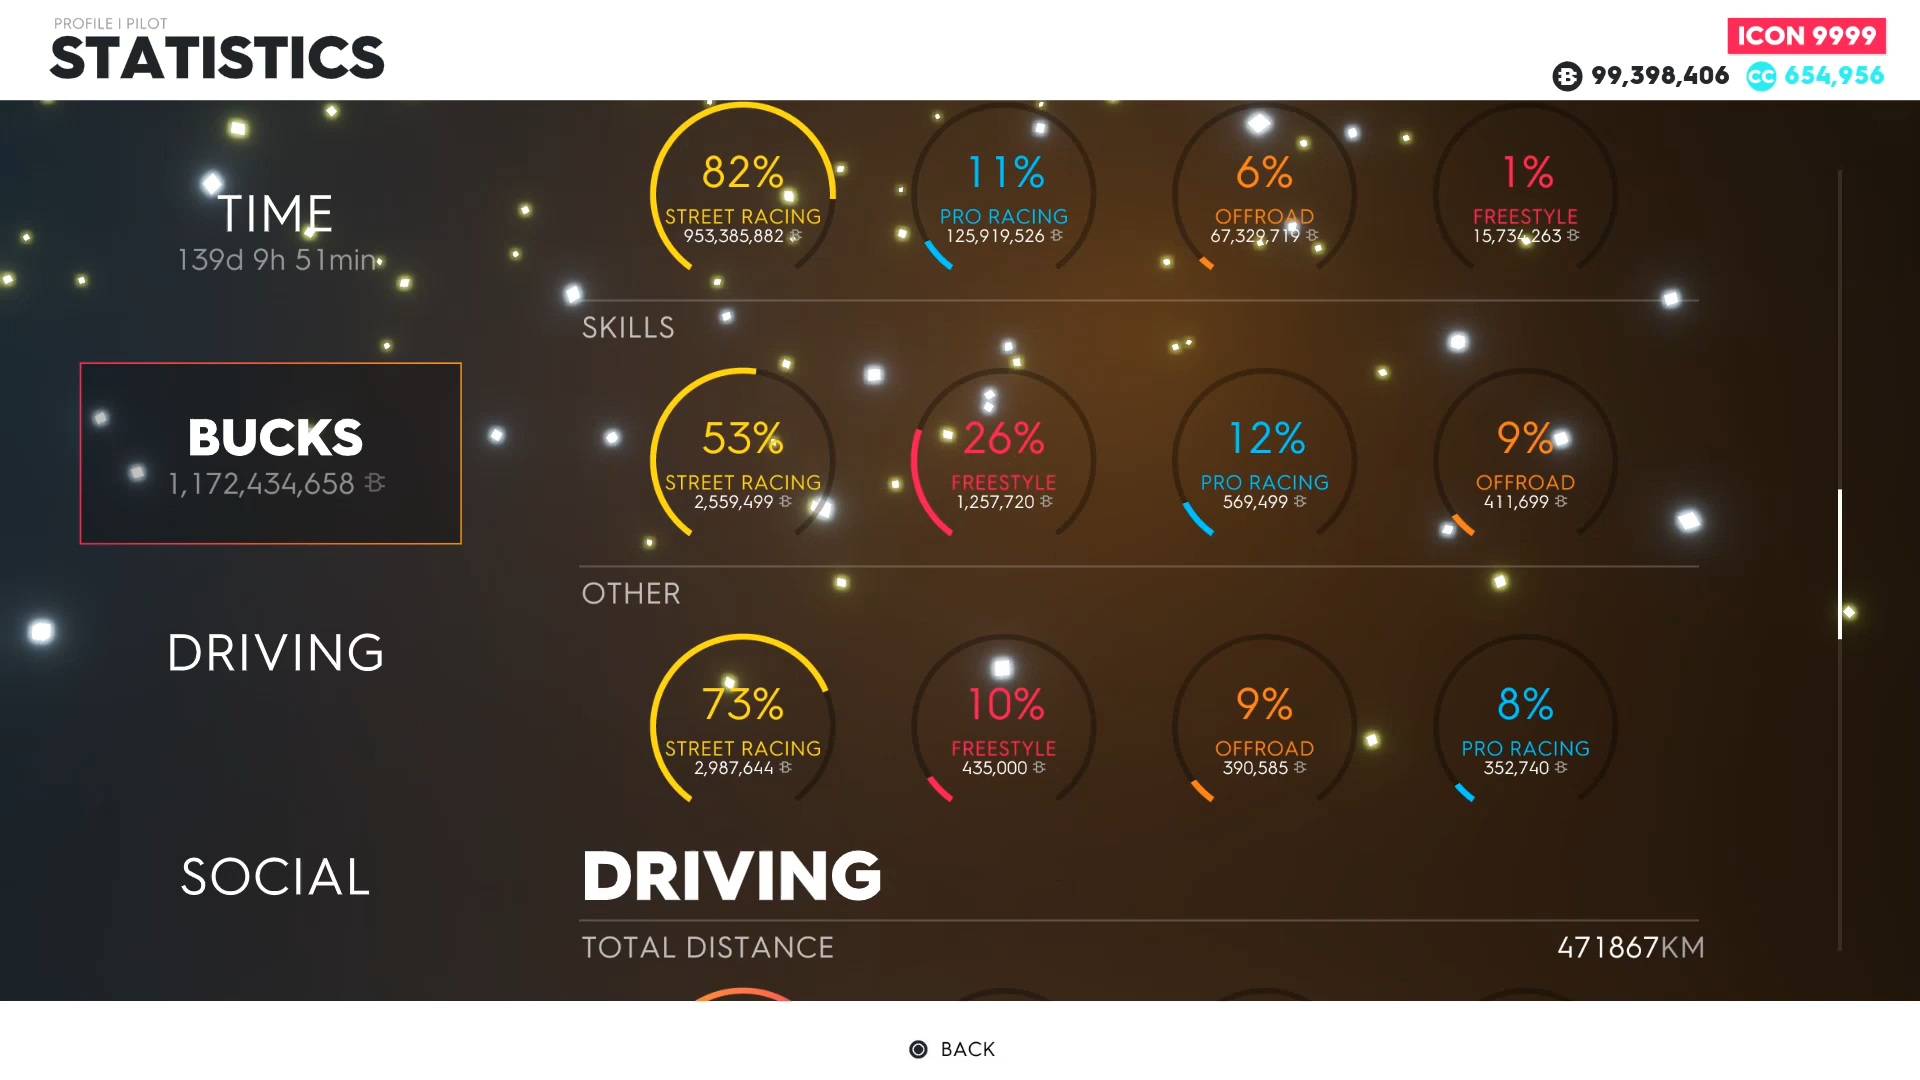 PROFILE | PILOT
STATISTICS
ICON 9999
99,398,406
CC 654,956
TIME
139d 9h 51min
BUCKS
1,172,434,658
DRIVING
SOCIAL
82%
STREET RACING
953,385,882
11%
PRO RACING
125,919,526
6%
OFFROAD
67,329,719
1%
FREESTYLE
15,734,263
SKILLS
53%
STREET RACING
2,559,499
26%
FREESTYLE
1,257,720
12%
PRO RACING
569,499
9%
OFFROAD
411,699
OTHER
73%
STREET RACING
2,987,644
10%
FREESTYLE
435,000
9%
OFFROAD
390,585
8%
PRO RACING
352,740
DRIVING
TOTAL DISTANCE
471867KM
BACK